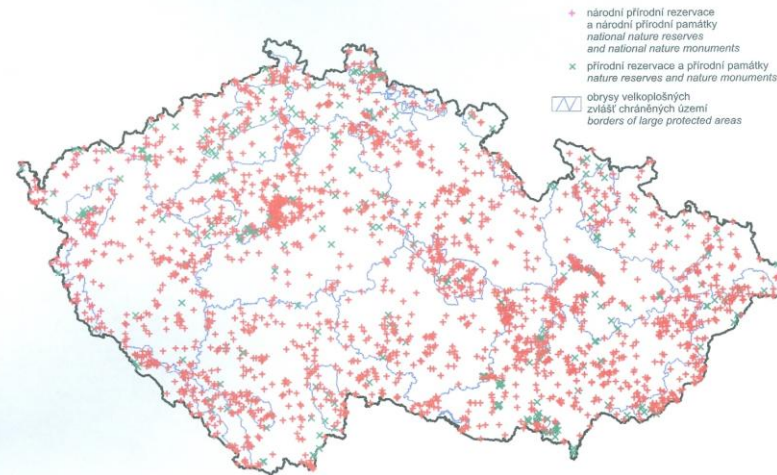 národní přírodní rezervace
a národní přírodní památky
national nature reserves
and national nature monuments
přírodní rezervace a přírodní památky
nature reserves and nature monuments
obrysy velkoplošných
zvlášť chráněných území
borders of large protected areas